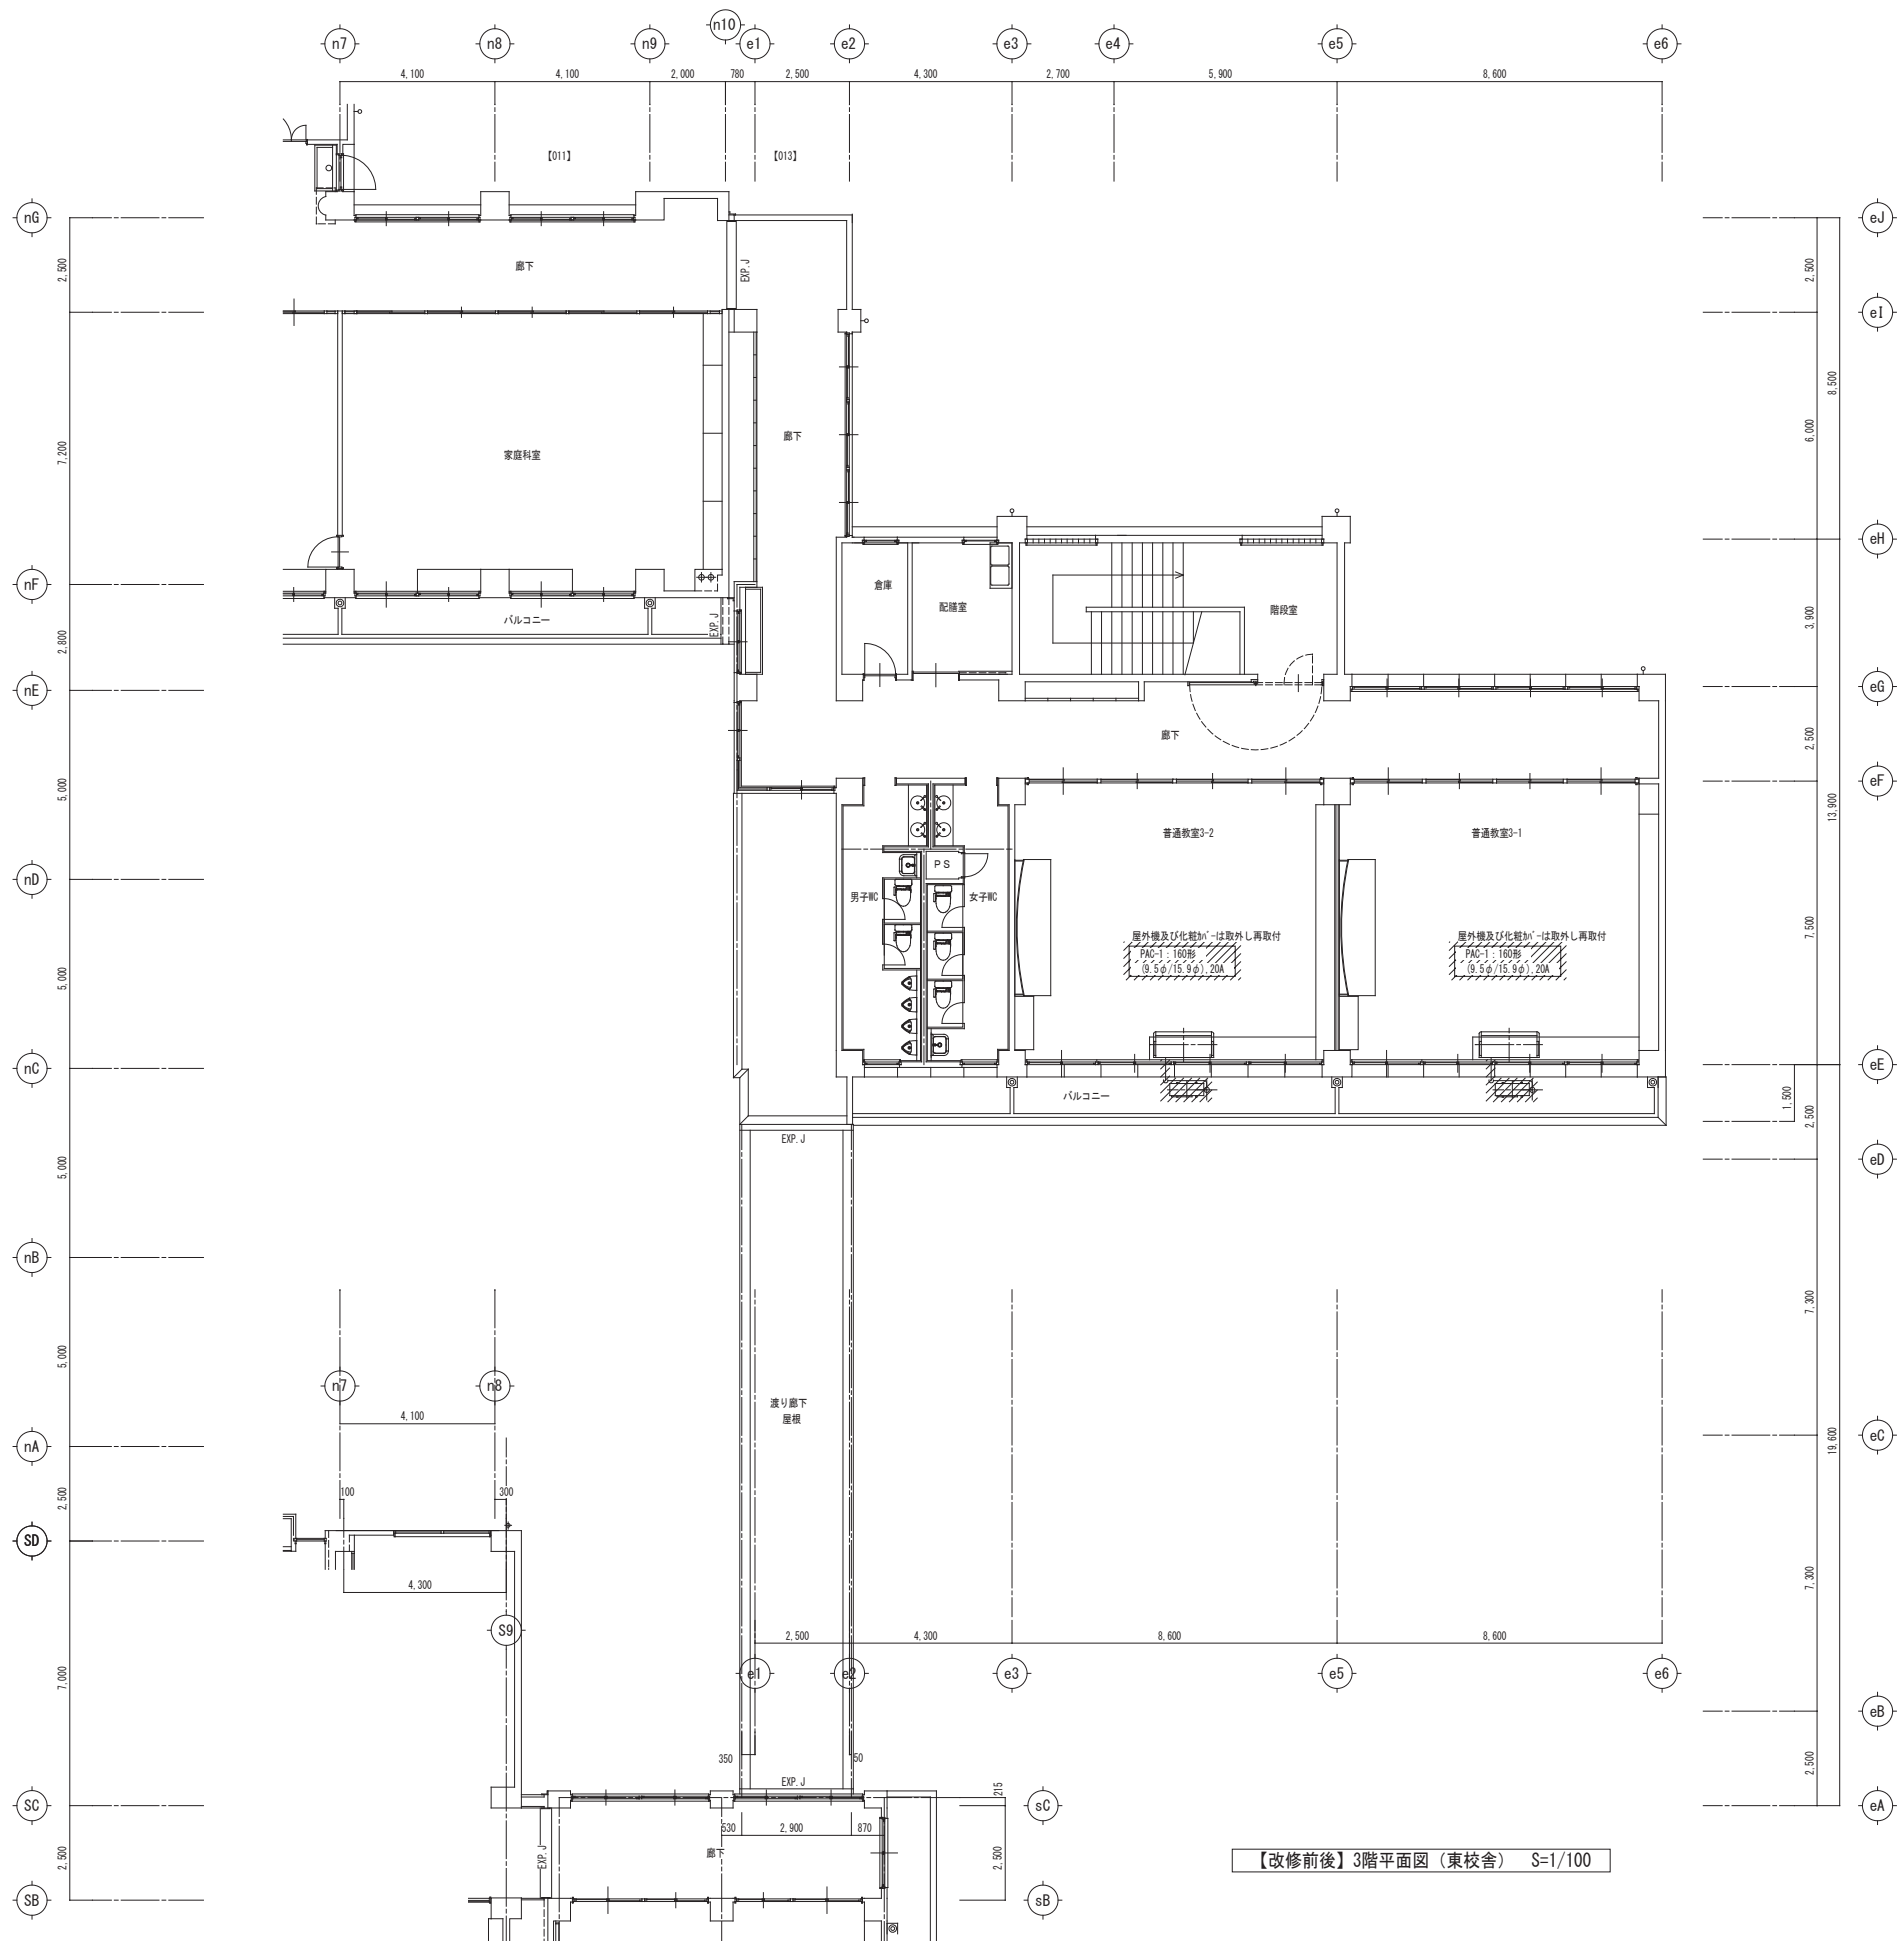 n7 n8 n9 n10 e1 e2 e3 e4 e5 e6
4,100 4,100 2,000 780 2,500 4,300 2,700 5,900 8,600
【011】 【013】
nG eJ
2,500 廊下 EXP.J 2,500
eI
8,500
7,200 家庭科室 廊下 6,000
eH
nF 倉庫 配膳室 階段室
バルコニー EXP.J
2,800 3,900
nE eG
廊下 2,500
5,000 eF
13,900
普通教室3-2 普通教室3-1
PS
nD 男子WC 女子WC
7,500
屋外機及び化粧ｶﾊﾞｰは取外し再取付 屋外機及び化粧ｶﾊﾞｰは取外し再取付
PAC-1：160形 PAC-1：160形
(9.5φ/15.9φ),20A (9.5φ/15.9φ),20A
5,000
nC eE
バルコニー 1,500 2,500
EXP.J
5,000 eD
nB
7,300
5,000 n7 n8
4,100 渡り廊下
屋根
nA eC
19,600
2,500 100 300
SD
4,300 7,300
S9 2,500 4,300 8,600 8,600
7,000 e1 e2 e3 e5 e6
eB
350 50 2,500
EXP.J 215
SC sC eA
530 2,900 870
2,500 EXP.J 廊下 2,500
【改修前後】3階平面図（東校舎） S=1/100
SB sB